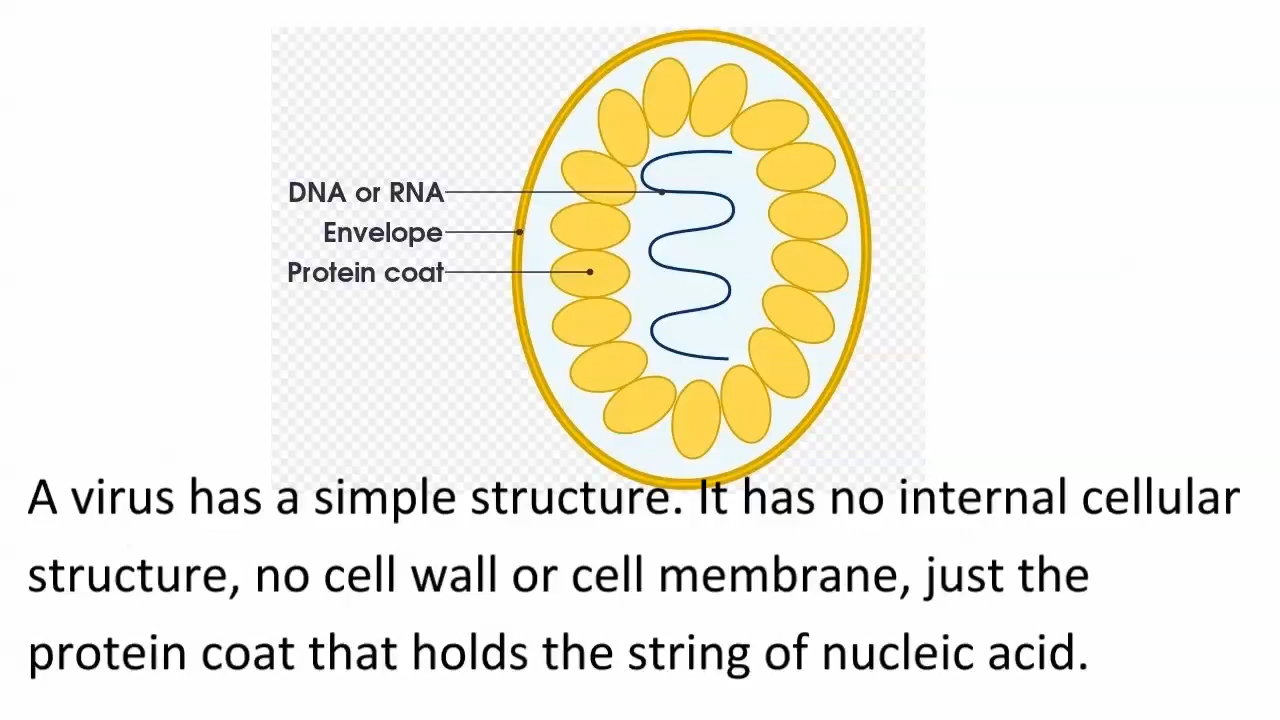 DNA or RNA
Envelope
Protein coat
A virus has a simple structure. It has no internal cellular
structure, no cell wall or cell membrane, just the
protein coat that holds the string of nucleic acid.